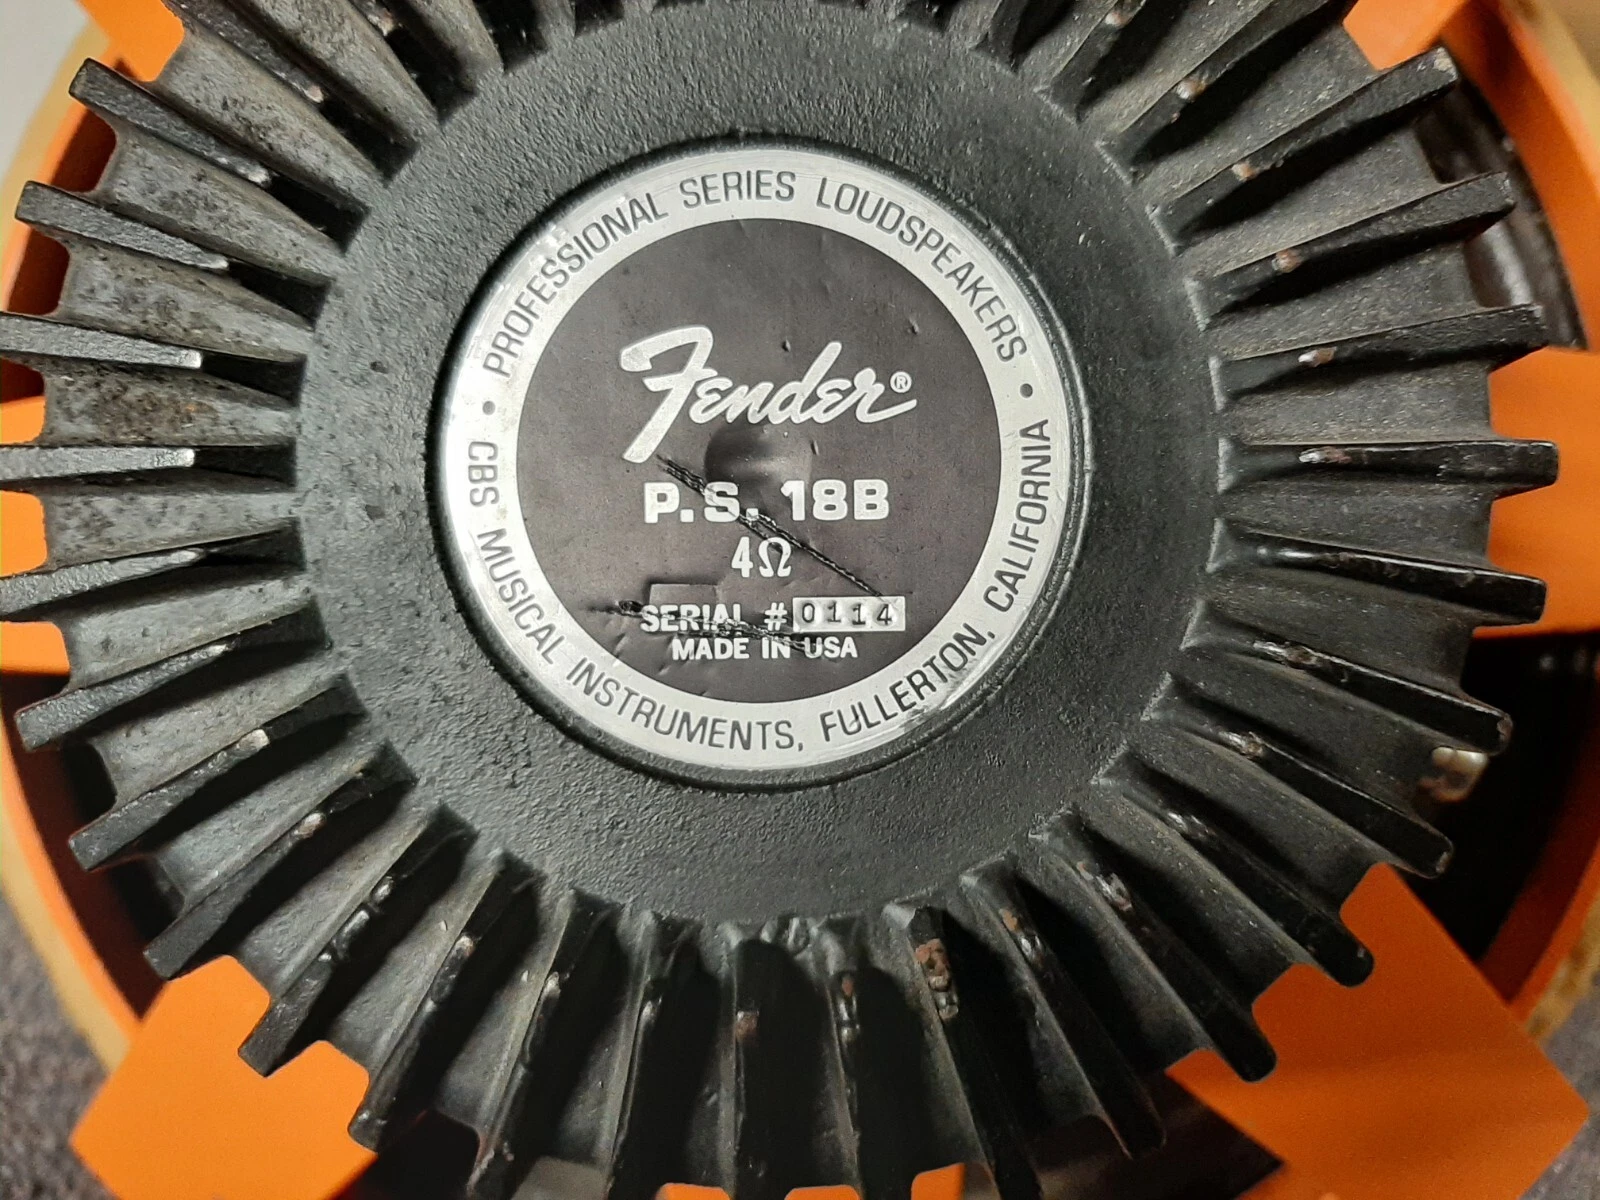 PROFESSIONAL SERIES LOUDSPEAKERS
Fender®
P.S. 18B
4Ω
SERIAL # 0114
MADE IN USA
• CBS MUSICAL INSTRUMENTS, FULLERTON, CALIFORNIA •